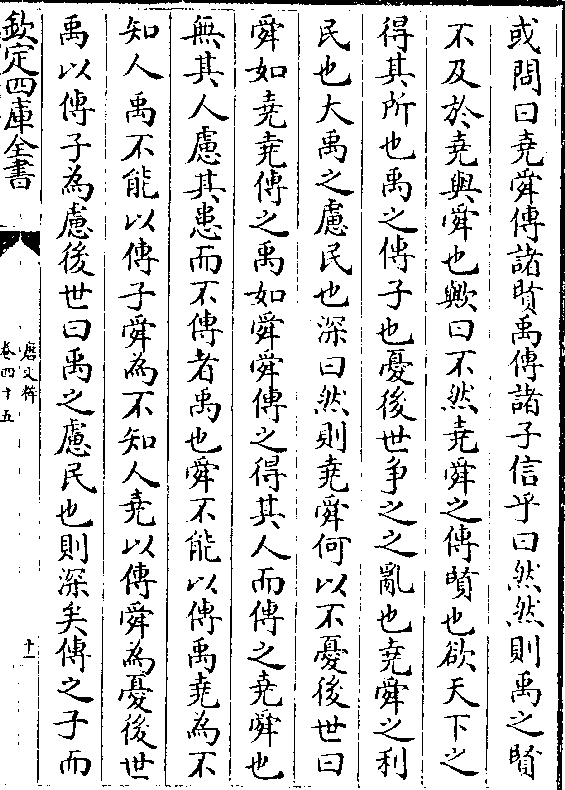 或問曰堯舜傳諸賢禹傳諸子信乎曰然然則禹之賢
不及於堯與舜也歟曰不然堯舜之傳賢也欲天下之
得其所也禹之傳子也憂後世爭之之亂也堯舜之利
民也大禹之慮民也深曰然則堯舜何以不憂後世曰
舜如堯堯傳之禹如舜舜傳之得其人而傳之堯舜也
無其人慮其患而不傳者禹也舜不能以傳禹堯為不
知人禹不能以傳子舜為不知人堯以傳舜為憂後世
禹以傳子為慮後世曰禹之慮民也則深矣傳之子而
欽定四庫全書
唐文粹
卷四十五
十一